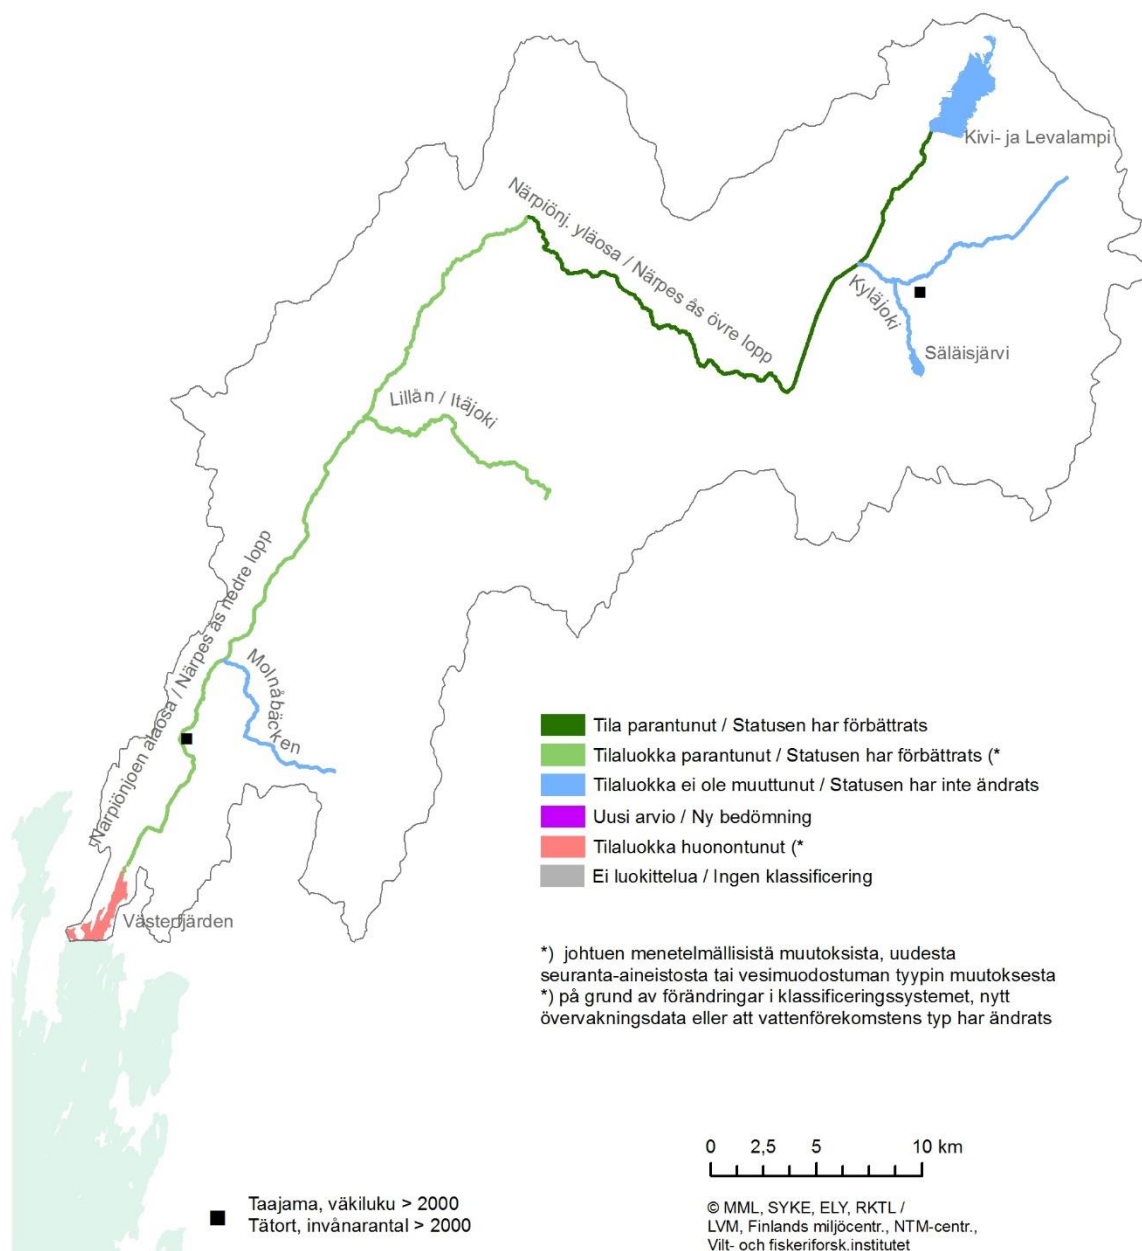 Kivi- ja Levalampi
Närpiönj. yläosa / Närpes ås övre lopp
Kyläjoki
Säläisjärvi
Lillån / Itäjoki
Närpiönjoen alaosa / Närpes ås nedre lopp
Molnåbäcken
Västerfjärden
Tila parantunut / Statusen har förbättrats
Tilaluokka parantunut / Statusen har förbättrats (*
Tilaluokka ei ole muuttunut / Statusen har inte ändrats
Uusi arvio / Ny bedömning
Tilaluokka huonontunut (*
Ei luokittelua / Ingen klassificering
*) johtuen menetelmällisistä muutoksista, uudesta
seuranta-aineistosta tai vesimuodostuman tyypin muutoksesta
*) på grund av förändringar i klassificeringssystemet, nytt
övervakningsdata eller att vattenförekomstens typ har ändrats
0 2,5 5 10 km
Taajama, väkiluku > 2000
Tätort, invånarantal > 2000
© MML, SYKE, ELY, RKTL /
LVM, Finlands miljöcentr., NTM-centr.,
Vilt- och fiskeriforsk.institutet